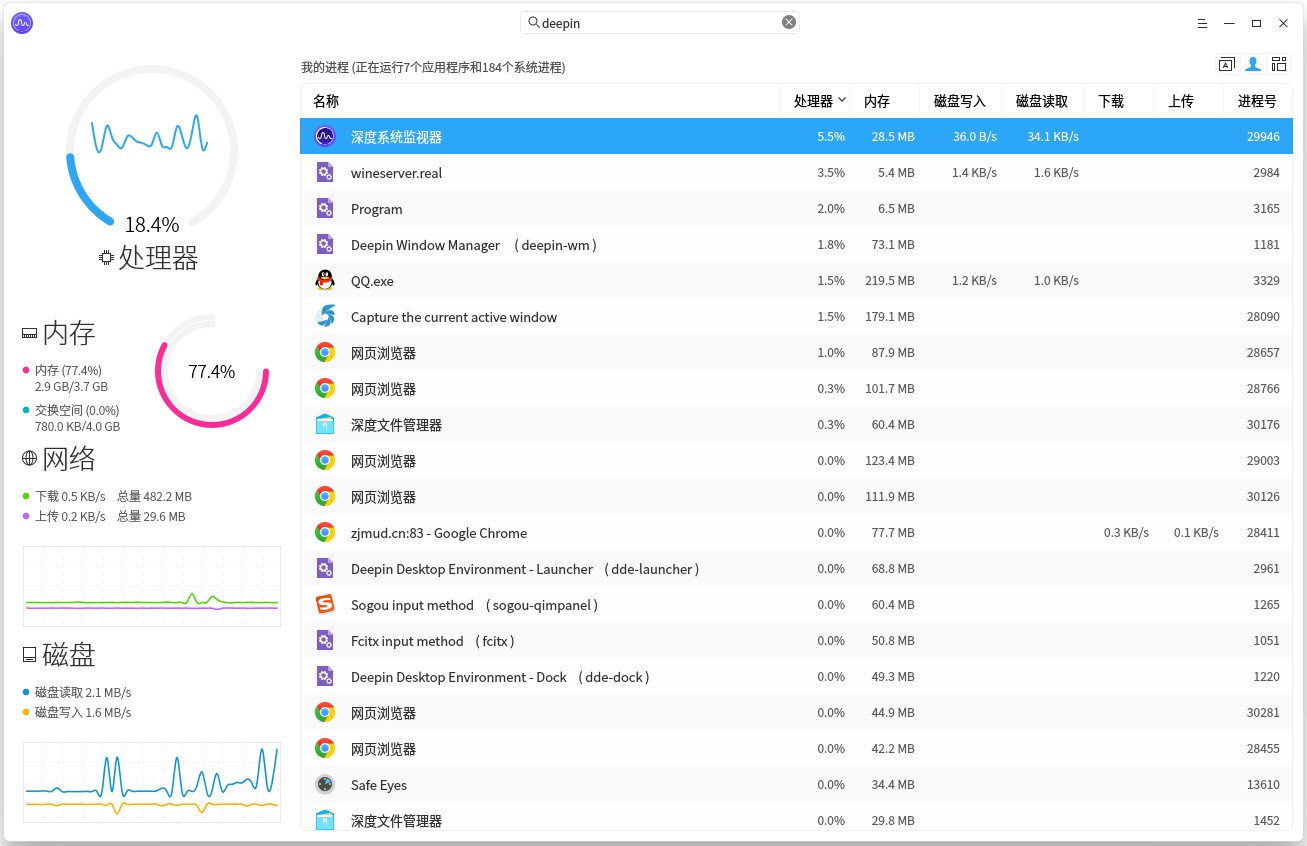 deepin
18.4%
处理器
内存
内存 (77.4%)
2.9 GB/3.7 GB
交换空间 (0.0%)
780.0 KB/4.0 GB
77.4%
网络
下载 0.5 KB/s 总量 482.2 MB
上传 0.2 KB/s 总量 29.6 MB
磁盘
磁盘读取 2.1 MB/s
磁盘写入 1.6 MB/s
我的进程 (正在运行7个应用程序和184个系统进程)
名称 处理器 内存 磁盘写入 磁盘读取 下载 上传 进程号
深度系统监视器 5.5% 28.5 MB 36.0 B/s 34.1 KB/s 29946
wineserver.real 3.5% 5.4 MB 1.4 KB/s 1.6 KB/s 2984
Program 2.0% 6.5 MB 3165
Deepin Window Manager ( deepin-wm ) 1.8% 73.1 MB 1181
QQ.exe 1.5% 219.5 MB 1.2 KB/s 1.0 KB/s 3329
Capture the current active window 1.5% 179.1 MB 28090
网页浏览器 1.0% 87.9 MB 28657
网页浏览器 0.3% 101.7 MB 28766
深度文件管理器 0.3% 60.4 MB 30176
网页浏览器 0.0% 123.4 MB 29003
网页浏览器 0.0% 111.9 MB 30126
zjmud.cn:83 - Google Chrome 0.0% 77.7 MB 0.3 KB/s 0.1 KB/s 28411
Deepin Desktop Environment - Launcher ( dde-launcher ) 0.0% 68.8 MB 2961
Sogou input method ( sogou-qimpanel ) 0.0% 60.4 MB 1265
Fcitx input method ( fcitx ) 0.0% 50.8 MB 1051
Deepin Desktop Environment - Dock ( dde-dock ) 0.0% 49.3 MB 1220
网页浏览器 0.0% 44.9 MB 30281
网页浏览器 0.0% 42.2 MB 28455
Safe Eyes 0.0% 34.4 MB 13610
深度文件管理器 0.0% 29.8 MB 1452